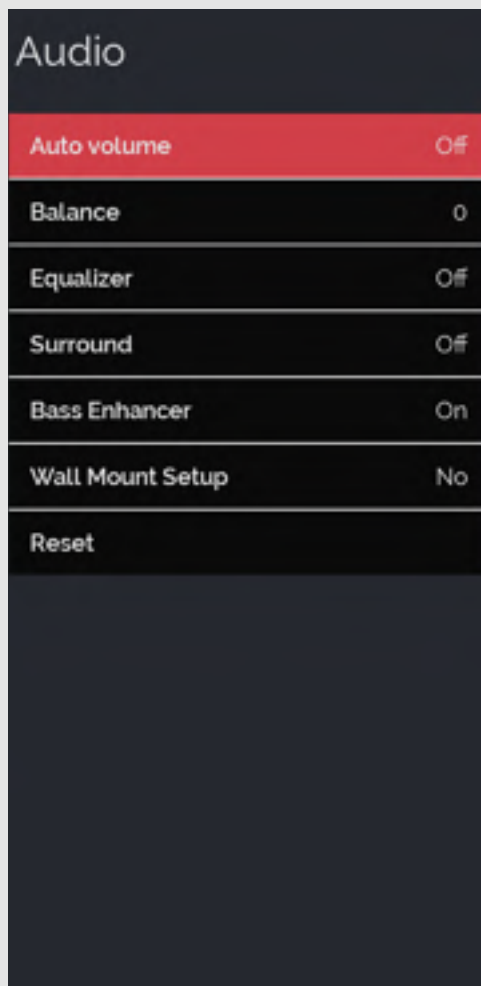 Audio
Auto volume Off
Balance 0
Equalizer Off
Surround Off
Bass Enhancer On
Wall Mount Setup No
Reset